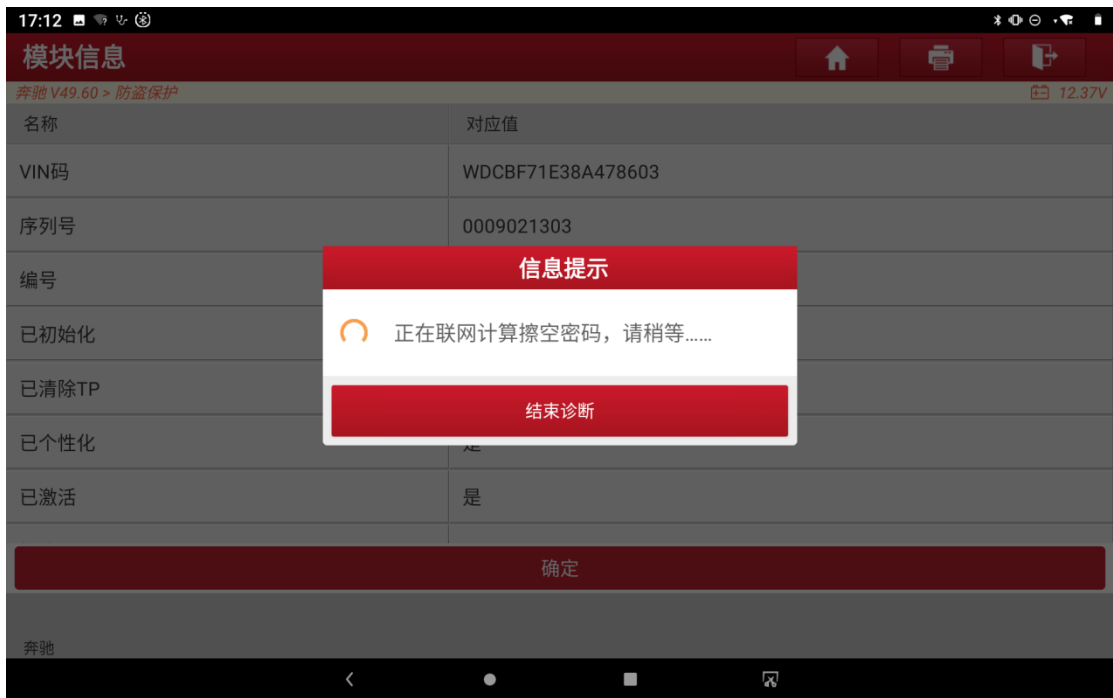 17:12
模块信息
奔驰 V49.60 > 防盗保护 12.37V
名称 对应值
VIN码 WDCBF71E38A478603
序列号 0009021303
信息提示
编号
已初始化 正在联网计算擦空密码，请稍等……
已清除TP
结束诊断
已个性化 是
已激活 是
确定
奔驰